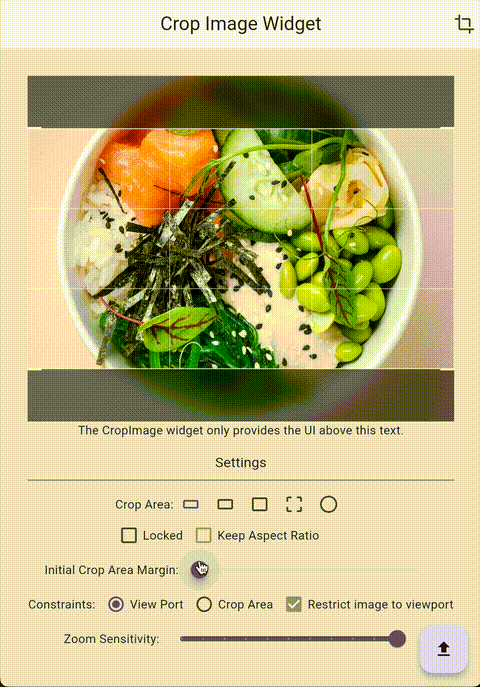 Crop Image Widget
The CropImage widget only provides the UI above this text.
Settings
Crop Area:
Locked Keep Aspect Ratio
Initial Crop Area Margin:
Constraints: View Port Crop Area Restrict image to viewport
Zoom Sensitivity: